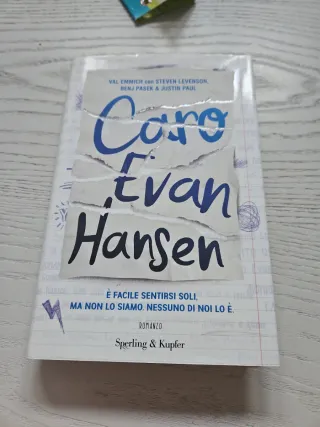 VAL EMMICH con STEVEN LEVENSON,
BENJ PASEK & JUSTIN PAUL
Caro
Evan
Hansen
È FACILE SENTIRSI SOLI,
MA NON LO SIAMO. NESSUNO DI NOI LO È.
ROMANZO
Sperling & Kupfer